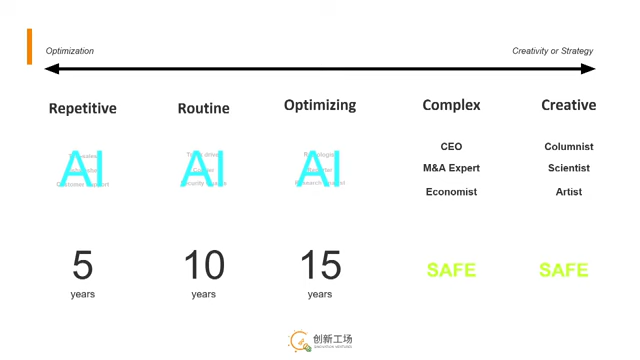 Optimization
Creativity or Strategy
Repetitive
Routine
Optimizing
Complex
Creative
AI
AI
AI
CEO
Columnist
M&A Expert
Scientist
Economist
Artist
5
10
15
SAFE
SAFE
years
years
years
创新工场